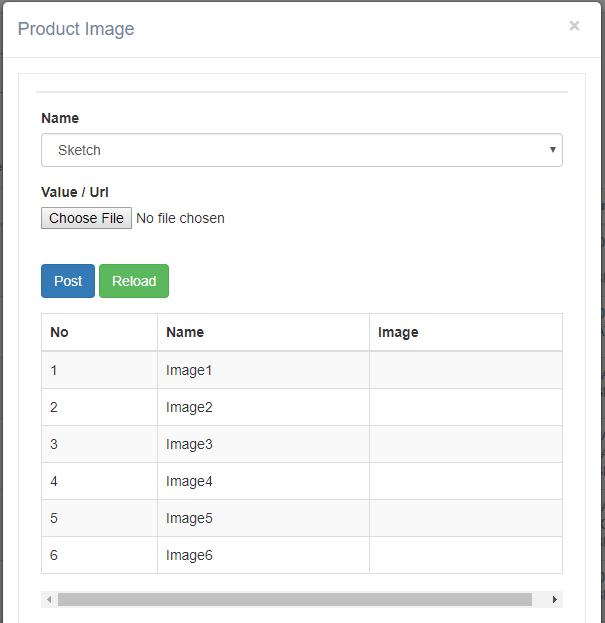 Product Image ×
Name
Sketch
Value / Url
Choose File No file chosen
Post Reload
No Name Image
1 Image1
2 Image2
3 Image3
4 Image4
5 Image5
6 Image6